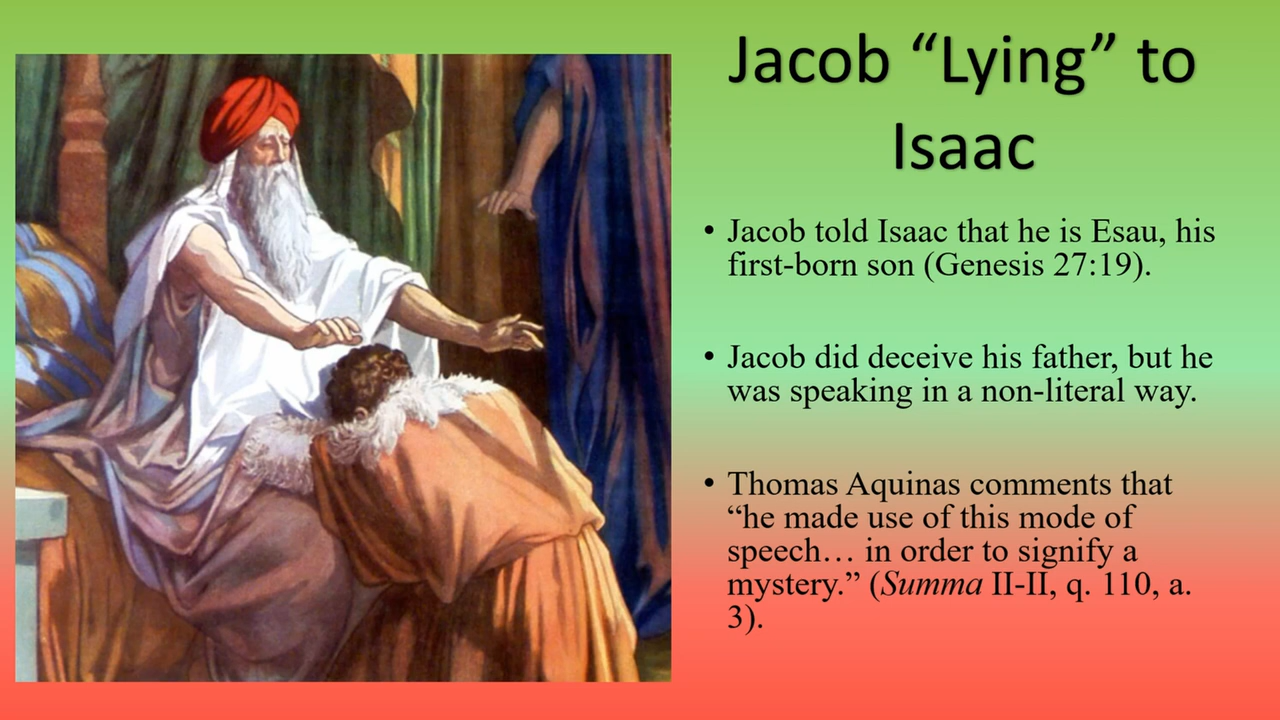 Jacob “Lying” to
Isaac
• Jacob told Isaac that he is Esau, his
first-born son (Genesis 27:19).
• Jacob did deceive his father, but he
was speaking in a non-literal way.
• Thomas Aquinas comments that
“he made use of this mode of
speech… in order to signify a
mystery.” (Summa II-II, q. 110, a.
3).